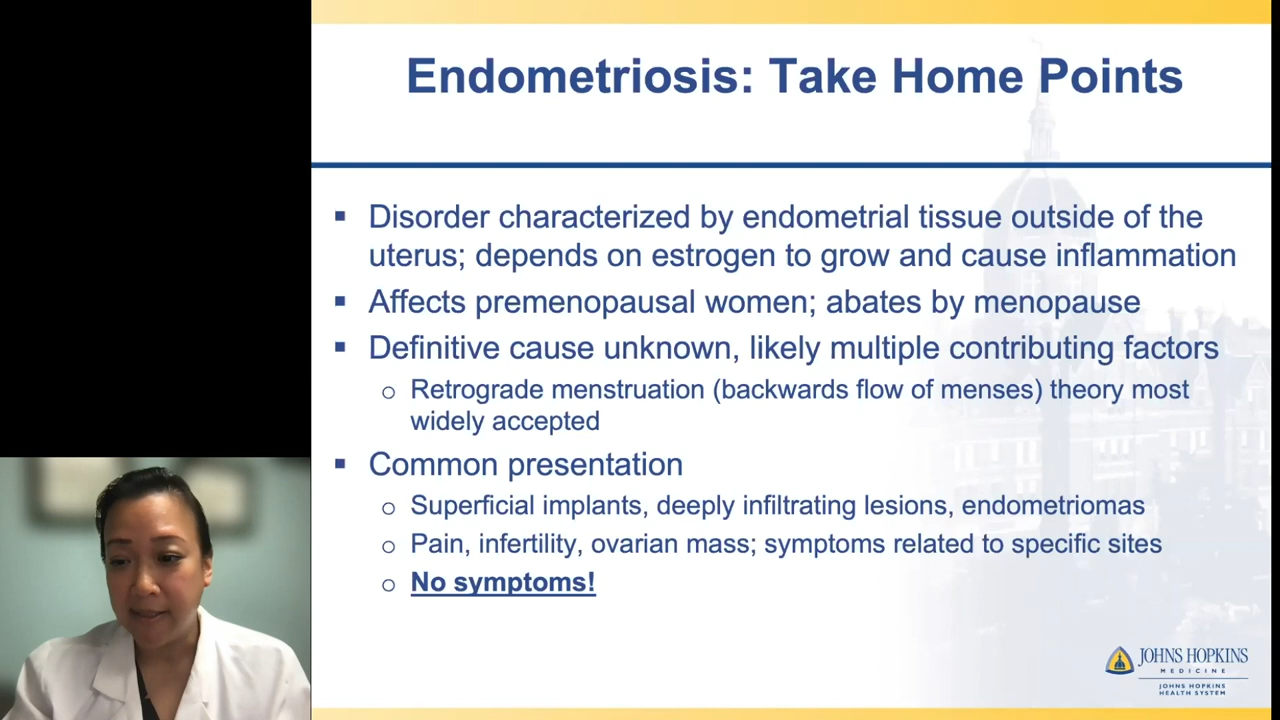 Endometriosis: Take Home Points
▪ Disorder characterized by endometrial tissue outside of the
uterus; depends on estrogen to grow and cause inflammation
▪ Affects premenopausal women; abates by menopause
▪ Definitive cause unknown, likely multiple contributing factors
o Retrograde menstruation (backwards flow of menses) theory most
widely accepted
▪ Common presentation
o Superficial implants, deeply infiltrating lesions, endometriomas
o Pain, infertility, ovarian mass; symptoms related to specific sites
o No symptoms!
JOHNS HOPKINS
MEDICINE
JOHNS HOPKINS
HEALTH SYSTEM